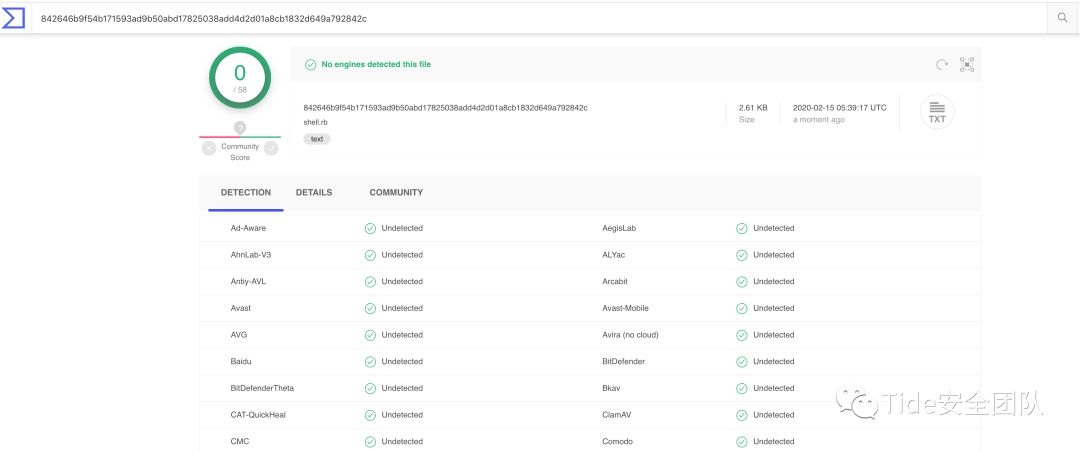 842646b9f54b171593ad9b50abd17825038add4d2d01a8cb1832d649a792842c
0
/ 58
Community
Score
No engines detected this file
842646b9f54b171593ad9b50abd17825038add4d2d01a8cb1832d649a792842c
shell.rb
text
2.61 KB
Size
2020-02-15 05:39:17 UTC
a moment ago
TXT
DETECTION DETAILS COMMUNITY
Ad-Aware Undetected AegisLab Undetected
AhnLab-V3 Undetected ALYac Undetected
Antiy-AVL Undetected Arcabit Undetected
Avast Undetected Avast-Mobile Undetected
AVG Undetected Avira (no cloud) Undetected
Baidu Undetected BitDefender Undetected
BitDefenderTheta Undetected Bkav Undetected
CAT-QuickHeal Undetected ClamAV Undetected
CMC Undetected Comodo Undetected
Tide安全团队